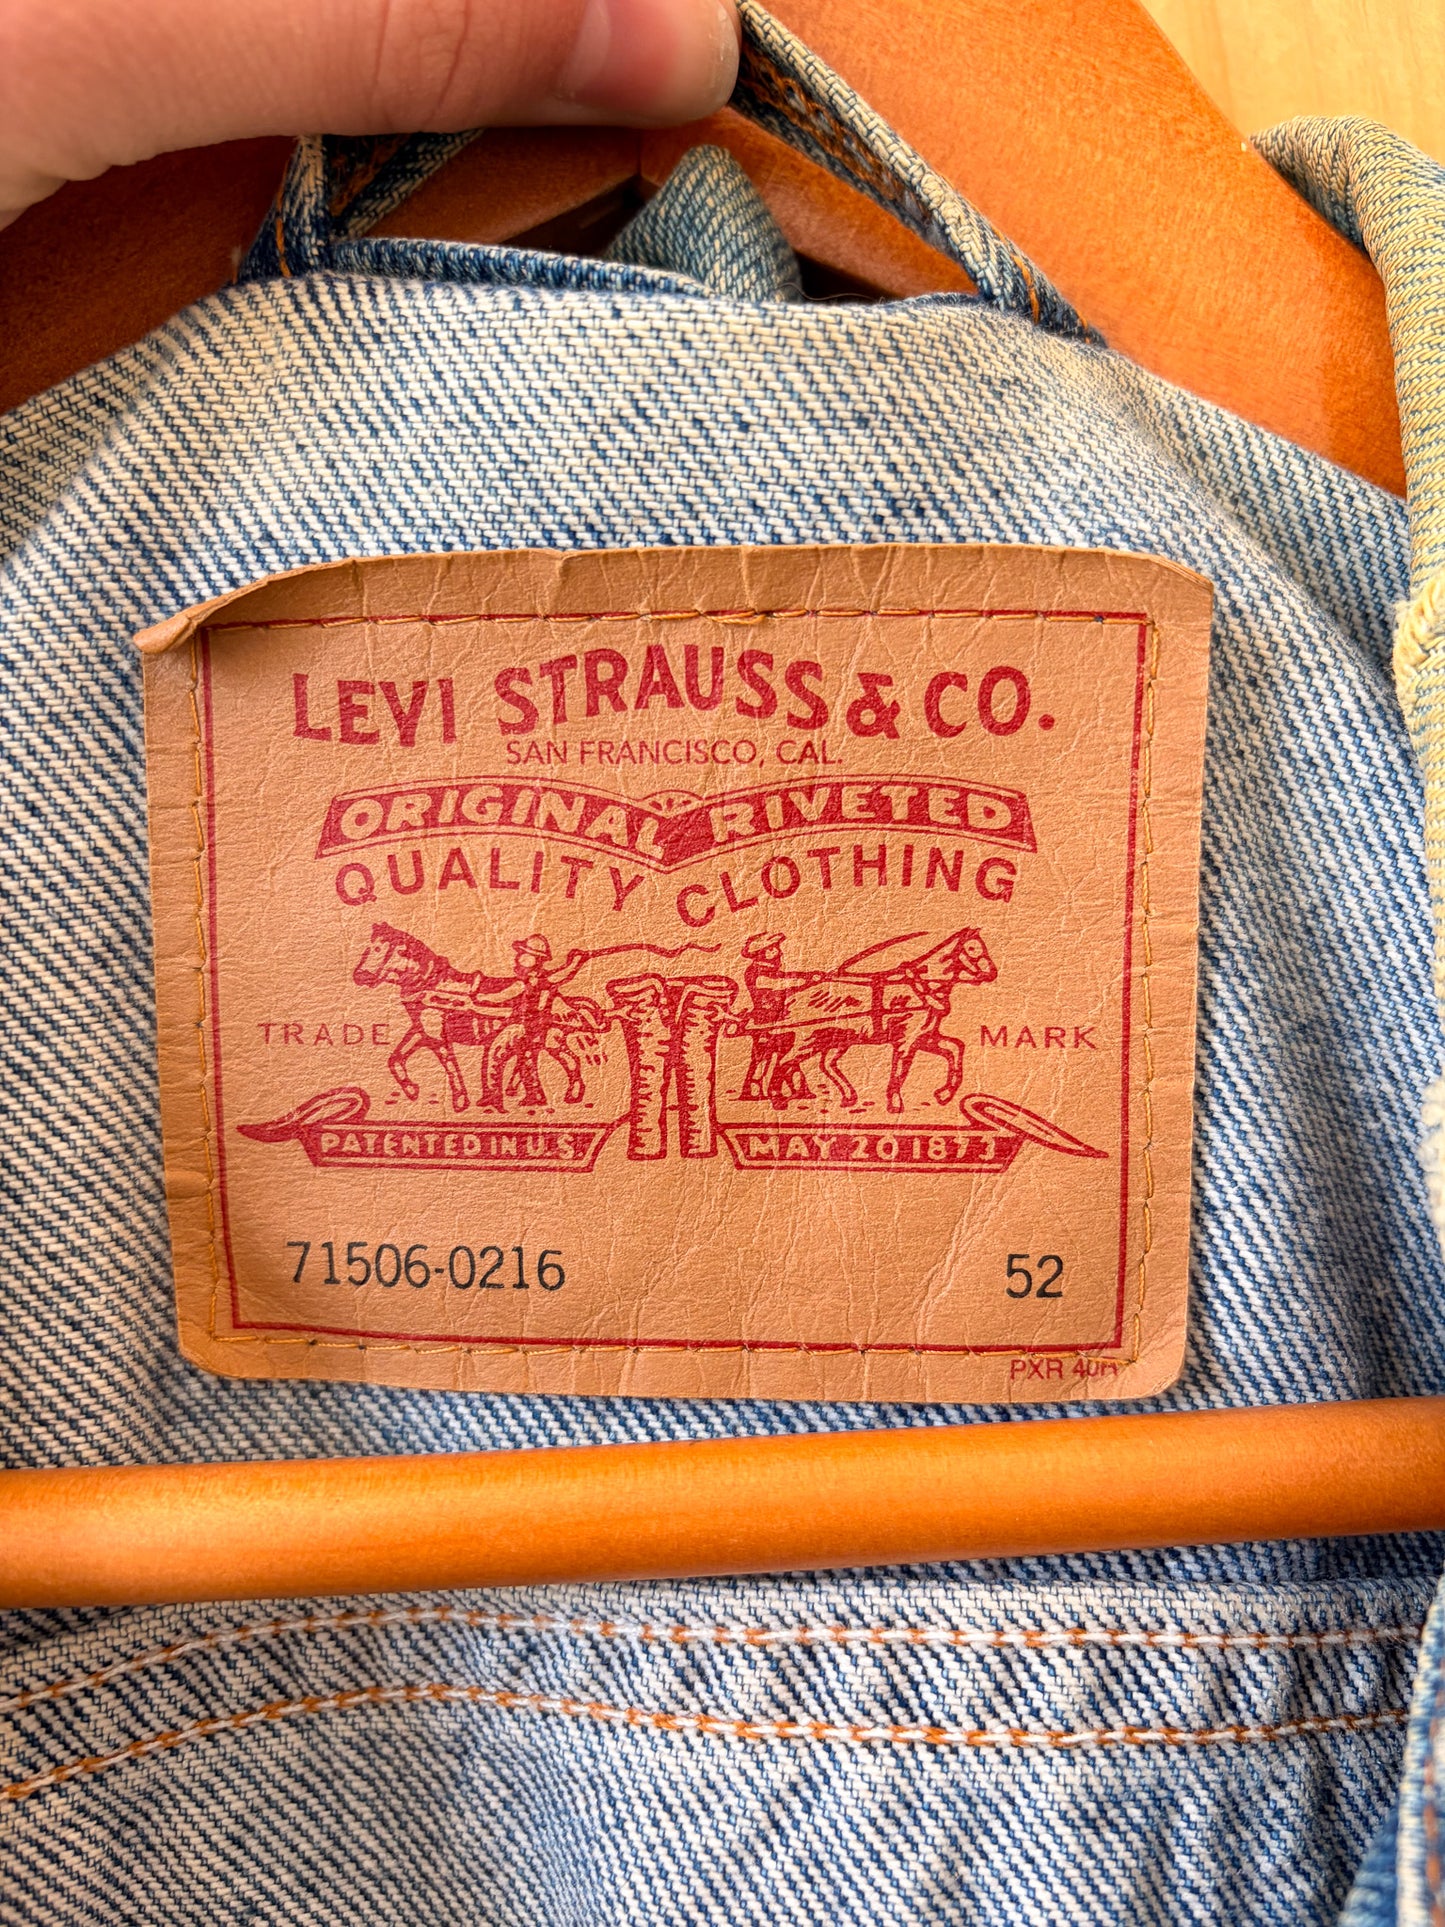 LEVI STRAUSS & CO.
SAN FRANCISCO, CAL.
ORIGINAL RIVETED
QUALITY CLOTHING
TRADE MARK
PATENTED IN U.S. MAY 20 1873
71506-0216 52
PXR